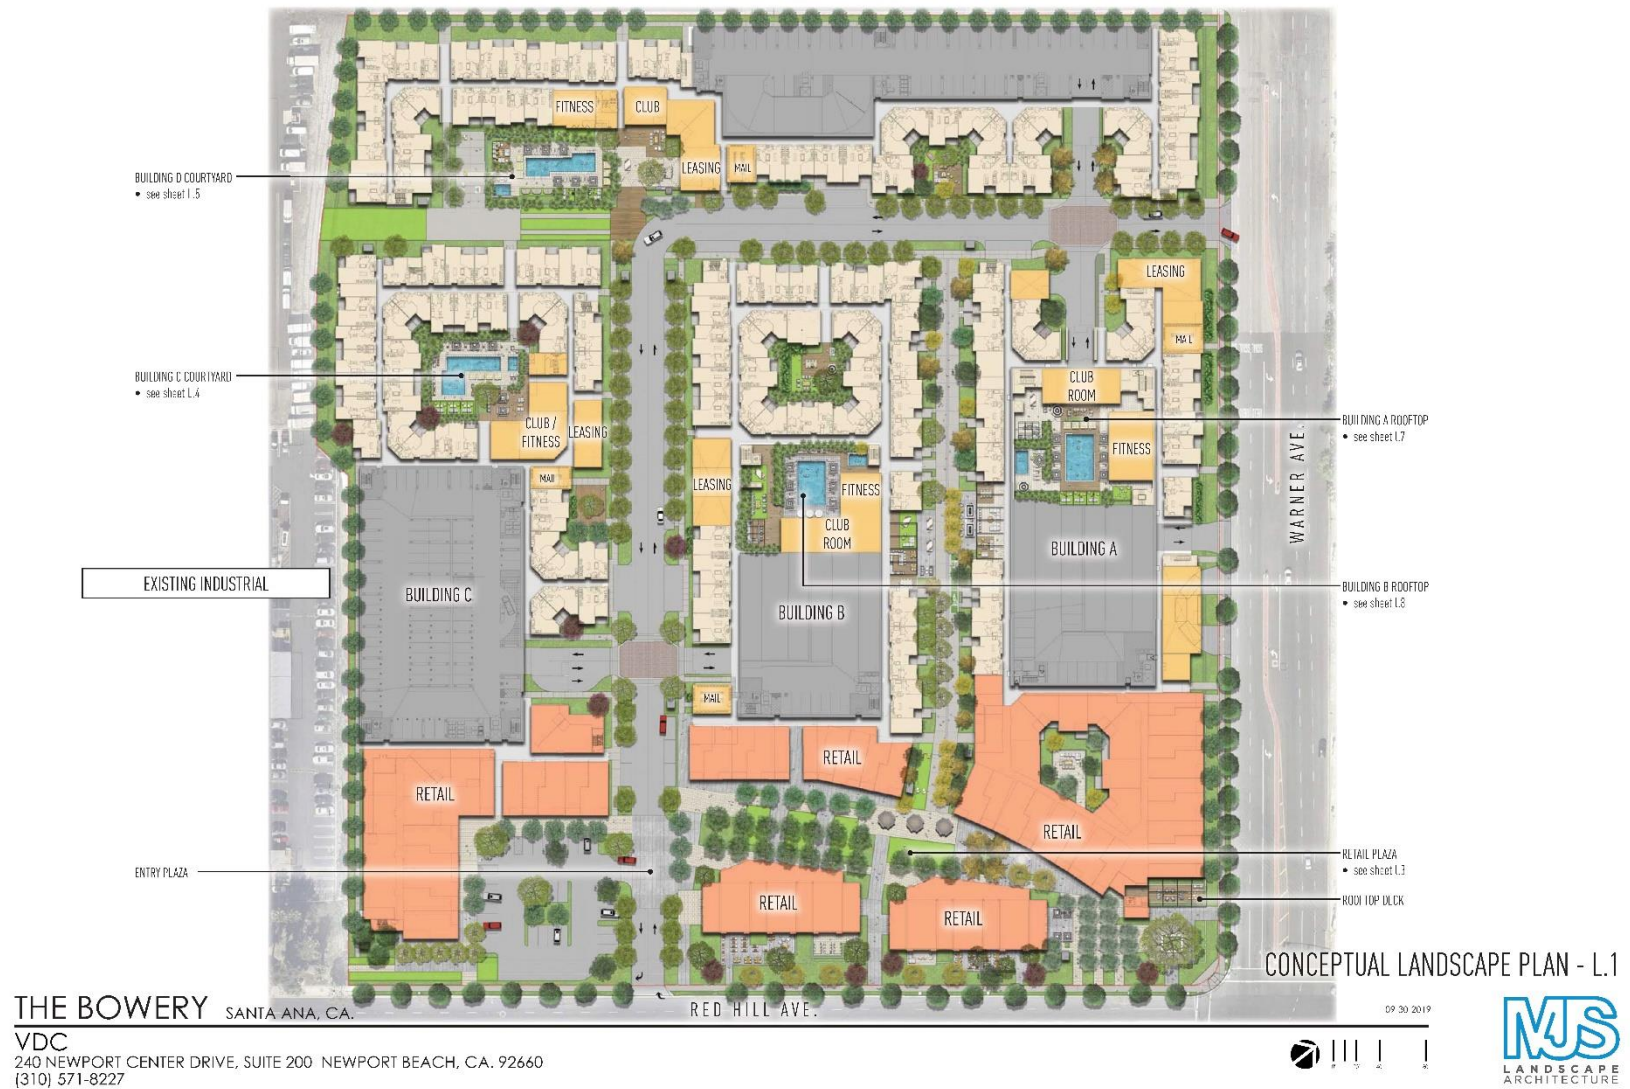 FITNESS
CLUB
LEASING
MAIL
BUILDING D COURTYARD
• see sheet L.5
LEASING
MAIL
BUILDING C COURTYARD
• see sheet L.4
CLUB /
FITNESS
LEASING
MAIL
LEASING
FITNESS
CLUB
ROOM
CLUB
ROOM
FITNESS
BUILDING A ROOFTOP
• see sheet L.7
WARNER AVE.
BUILDING A
EXISTING INDUSTRIAL
BUILDING C
BUILDING B
BUILDING B ROOFTOP
• see sheet L.8
MAIL
RETAIL
RETAIL
RETAIL
RETAIL PLAZA
• see sheet L.3
ENTRY PLAZA
ROOFTOP DECK
RETAIL
RETAIL
CONCEPTUAL LANDSCAPE PLAN - L.1
RED HILL AVE.
09-30-2019
THE BOWERY SANTA ANA, CA.
VDC
240 NEWPORT CENTER DRIVE, SUITE 200 NEWPORT BEACH, CA. 92660
(310) 571-8227
MJS
LANDSCAPE
ARCHITECTURE